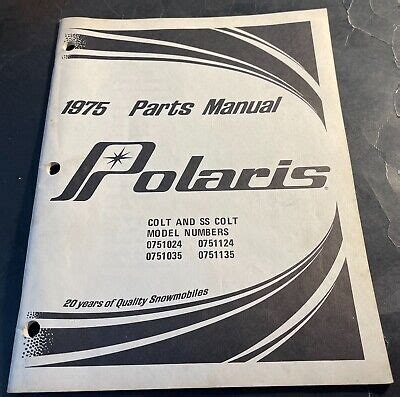 1975 Parts Manual
Polaris
COLT AND SS COLT
MODEL NUMBERS
0751024 0751124
0751035 0751135
20 years of Quality Snowmobiles